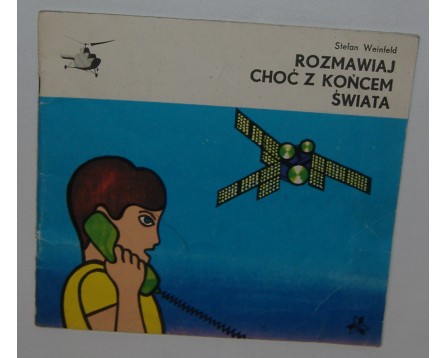 Stefan Weinfeld
ROZMAWIAJ
CHOĆ Z KOŃCEM
ŚWIATA